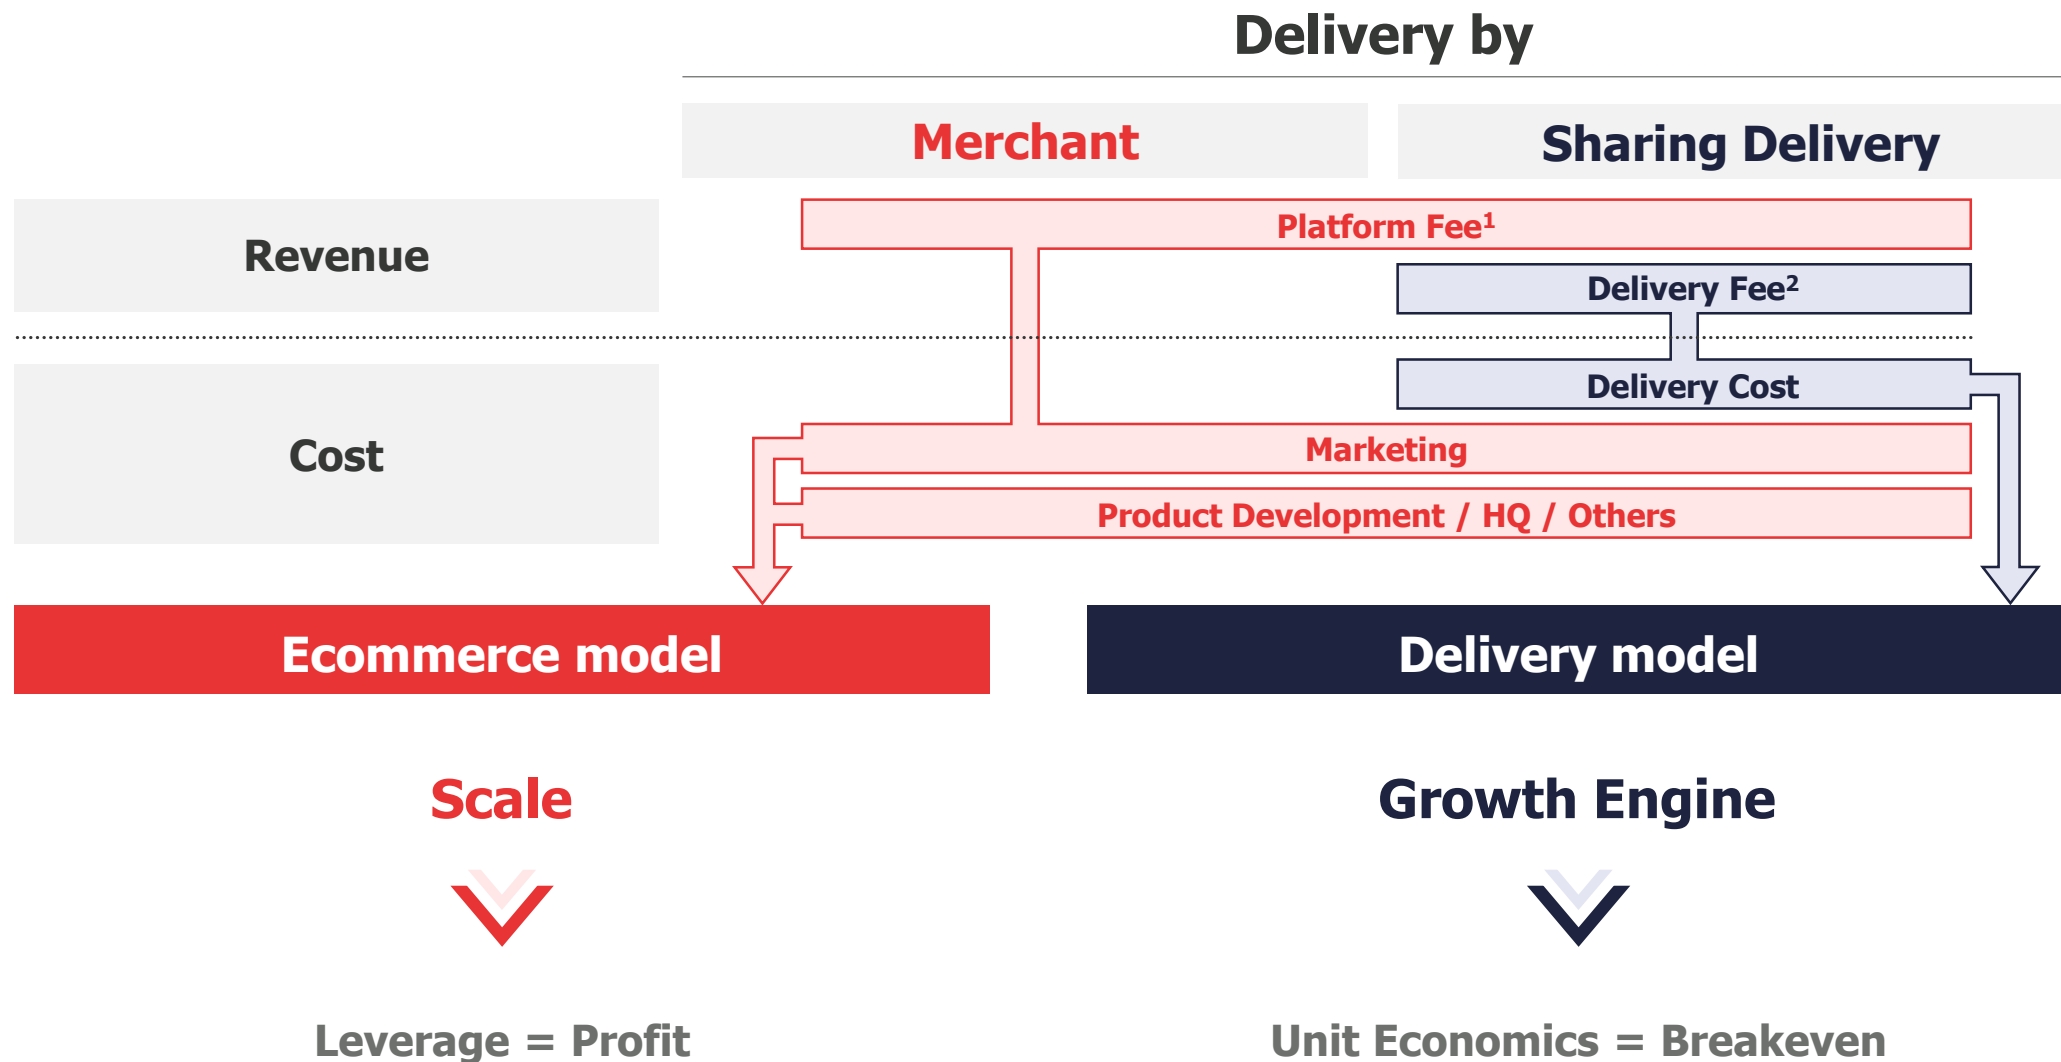 Delivery by
Merchant
Sharing Delivery
Revenue
Platform Fee¹
Delivery Fee²
Cost
Delivery Cost
Marketing
Product Development / HQ / Others
Ecommerce model
Delivery model
Scale
Growth Engine
Leverage = Profit
Unit Economics = Breakeven